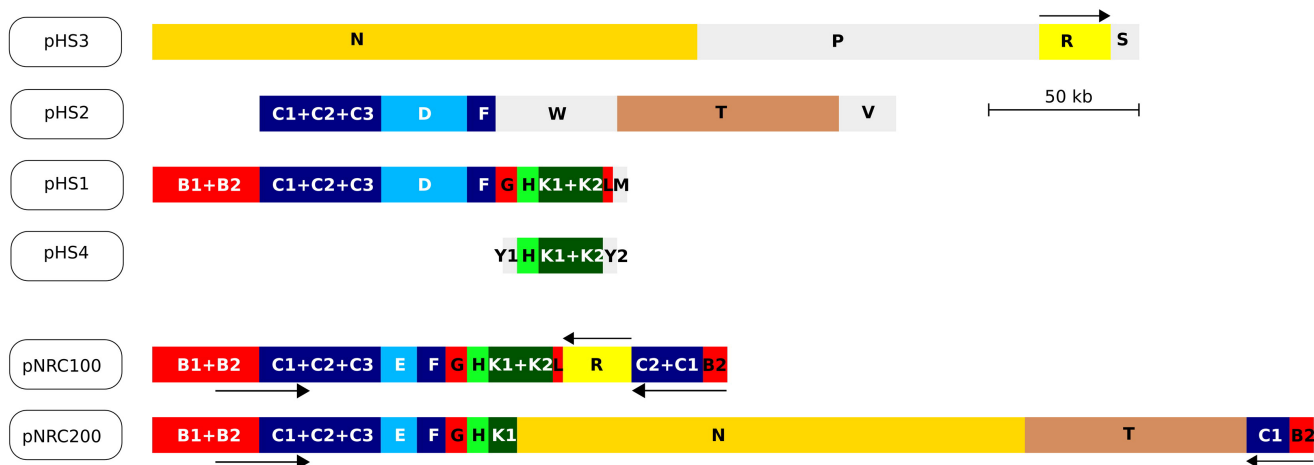 pHS3 N P R S
pHS2 C1+C2+C3 D F W T V 50 kb
pHS1 B1+B2 C1+C2+C3 D F G H K1+K2 L M
pHS4 Y1 H K1+K2 Y2
pNRC100 B1+B2 C1+C2+C3 E F G H K1+K2 L R C2+C1 B2
pNRC200 B1+B2 C1+C2+C3 E F G H K1 N T C1 B2